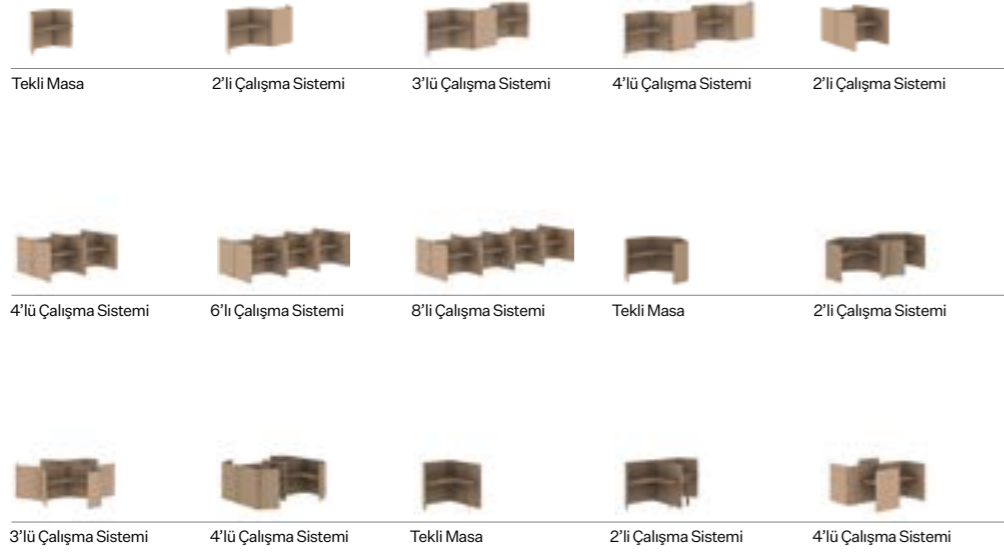 Tekli Masa
2’li Çalışma Sistemi
3’lü Çalışma Sistemi
4’lü Çalışma Sistemi
2’li Çalışma Sistemi
4’lü Çalışma Sistemi
6’lı Çalışma Sistemi
8’li Çalışma Sistemi
Tekli Masa
2’li Çalışma Sistemi
3’lü Çalışma Sistemi
4’lü Çalışma Sistemi
Tekli Masa
2’li Çalışma Sistemi
4’lü Çalışma Sistemi